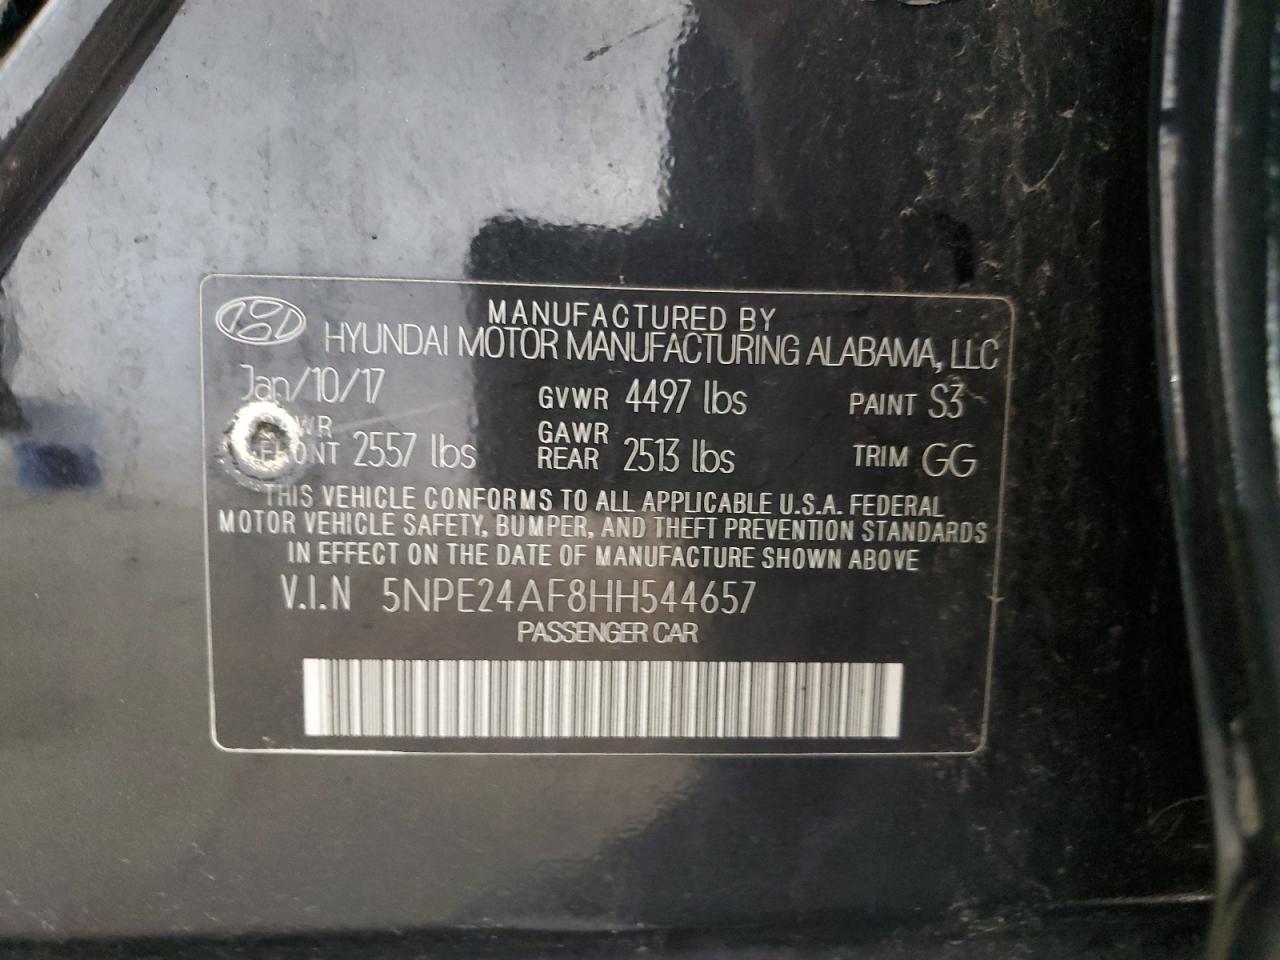 MANUFACTURED BY
HYUNDAI MOTOR MANUFACTURING ALABAMA, LLC
Jan/10/17 GVWR 4497 lbs PAINT S3
GAWR
2557 lbs REAR 2513 lbs TRIM GG
THIS VEHICLE CONFORMS TO ALL APPLICABLE U.S.A. FEDERAL
MOTOR VEHICLE SAFETY, BUMPER, AND THEFT PREVENTION STANDARDS
IN EFFECT ON THE DATE OF MANUFACTURE SHOWN ABOVE
V.I.N 5NPE24AF8HH544657
PASSENGER CAR